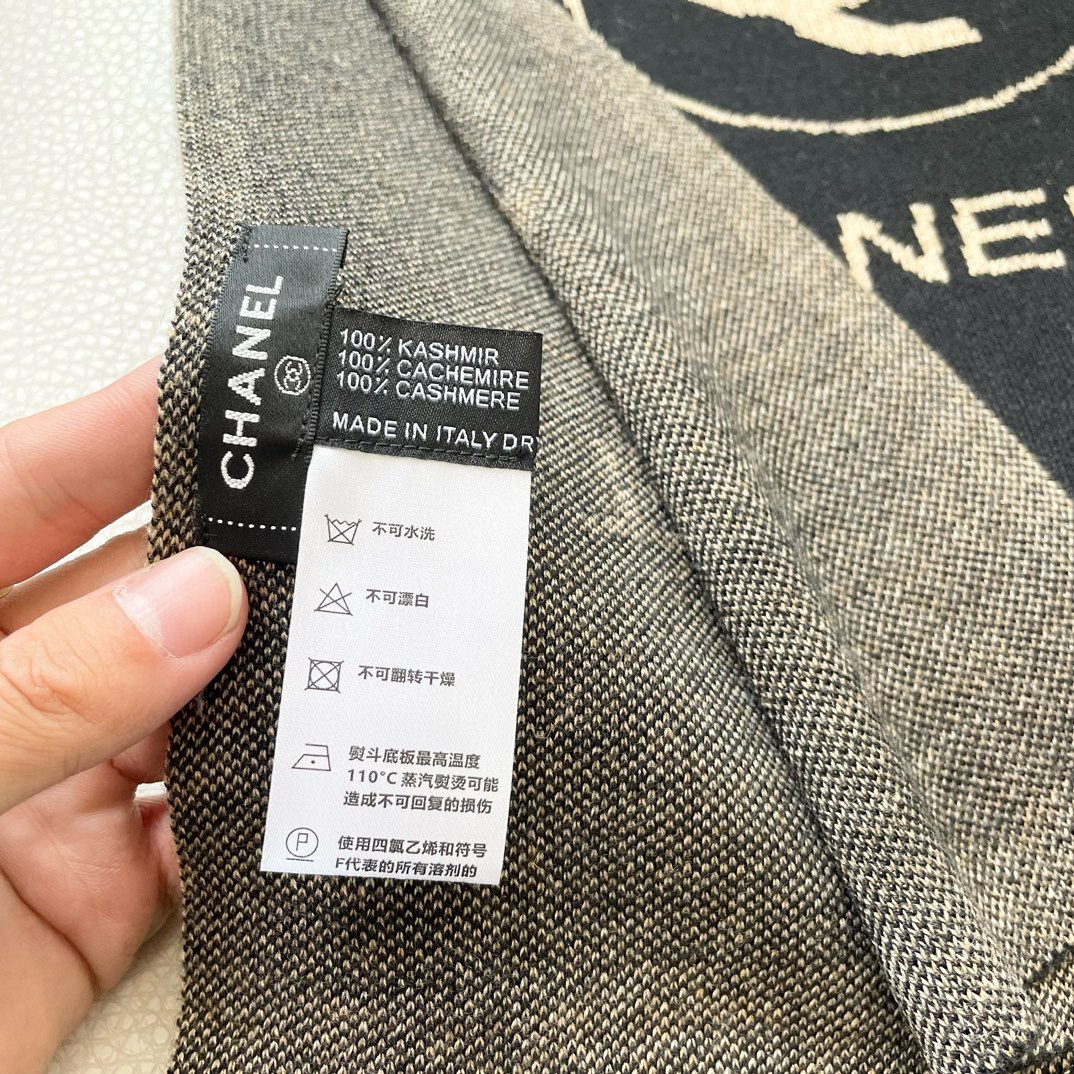 CHANEL
100% KASHMIR
100% CACHEMIRE
100% CASHMERE
MADE IN ITALY DR
不可水洗
不可漂白
不可翻转干燥
熨斗底板最高温度
110°C 蒸汽熨烫可能
造成不可回复的损伤
P
使用四氯乙烯和符号
F代表的所有溶剂的
NE